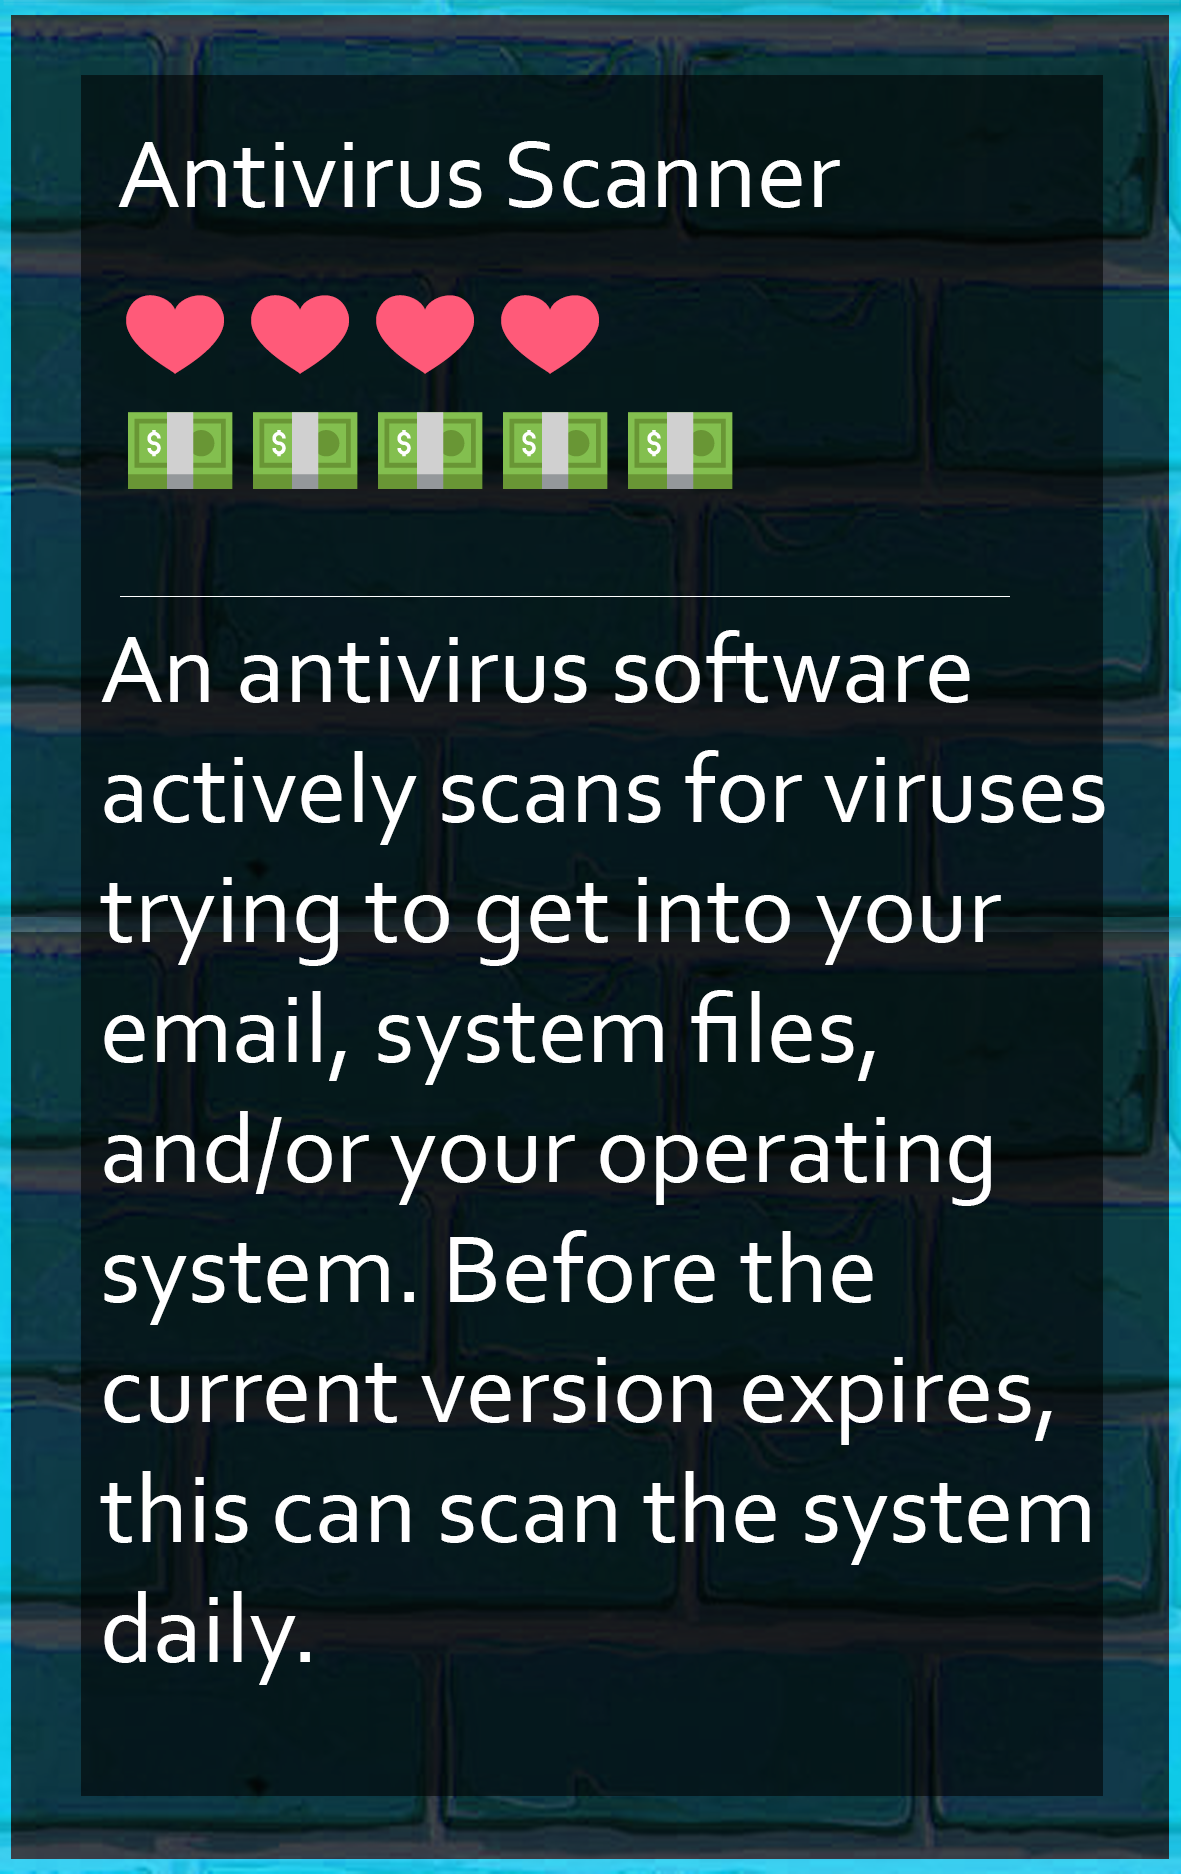 Antivirus Scanner
$ $ $ $ $
An antivirus software
actively scans for viruses
trying to get into your
email, system files,
and/or your operating
system. Before the
current version expires,
this can scan the system
daily.